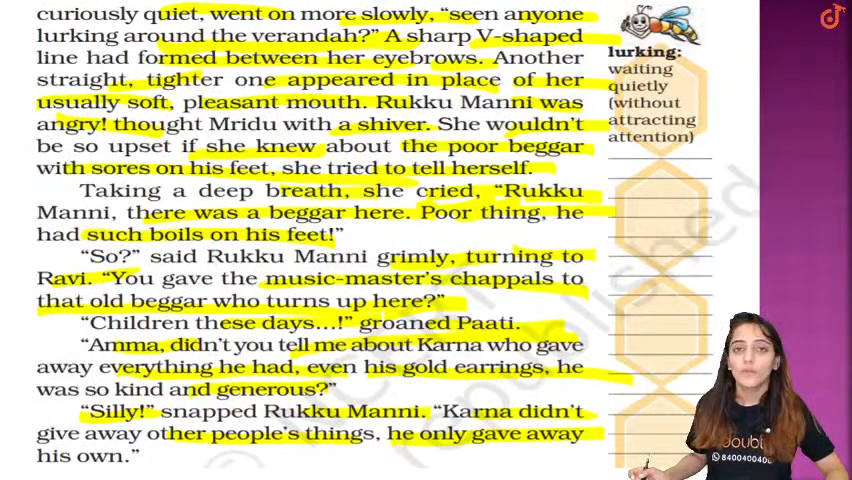 curiously quiet, went on more slowly, “seen anyone
lurking around the verandah?” A sharp V-shaped
line had formed between her eyebrows. Another
straight, tighter one appeared in place of her
usually soft, pleasant mouth. Rukku Manni was
angry! thought Mridu with a shiver. She wouldn’t
be so upset if she knew about the poor beggar
with sores on his feet, she tried to tell herself.
Taking a deep breath, she cried, “Rukku
Manni, there was a beggar here. Poor thing, he
had such boils on his feet!”
“So?” said Rukku Manni grimly, turning to
Ravi. “You gave the music-master’s chappals to
that old beggar who turns up here?”
“Children these days...!” groaned Paati.
“Amma, didn’t you tell me about Karna who gave
away everything he had, even his gold earrings, he
was so kind and generous?”
“Silly!” snapped Rukku Manni. “Karna didn’t
give away other people’s things, he only gave away
his own.”
lurking:
waiting
quietly
(without
attracting
attention)
republished
doubt